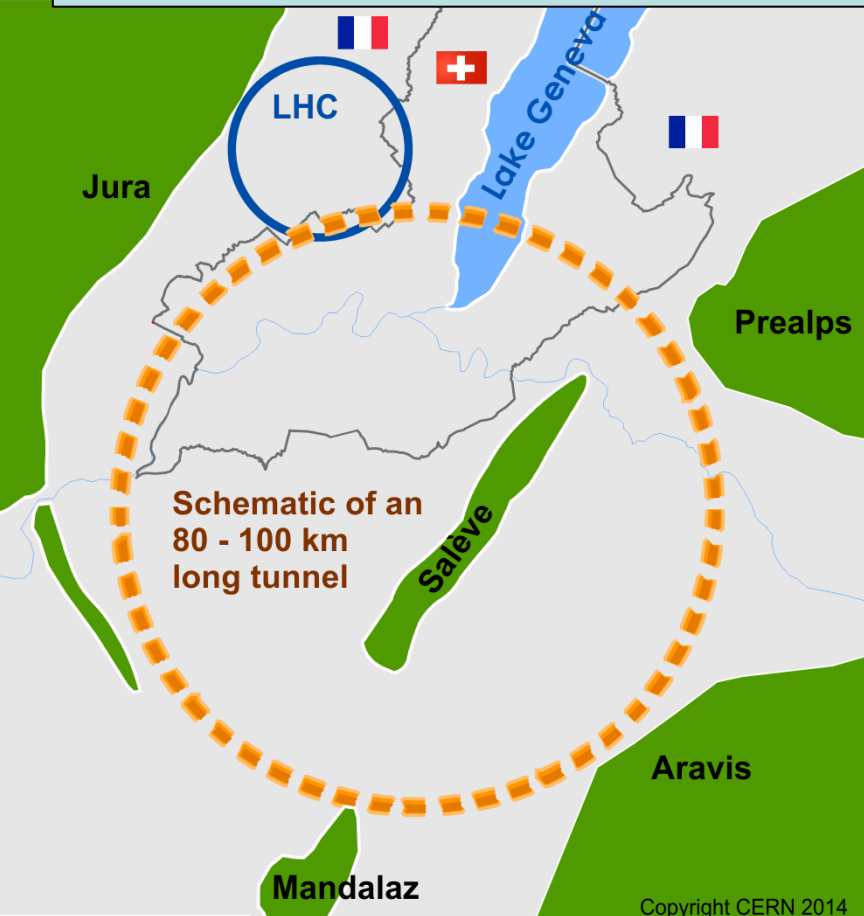 LHC
Lake Geneva
Jura
Prealps
Schematic of an
80 - 100 km
long tunnel
Salève
Aravis
Mandalaz
Copyright CERN 2014